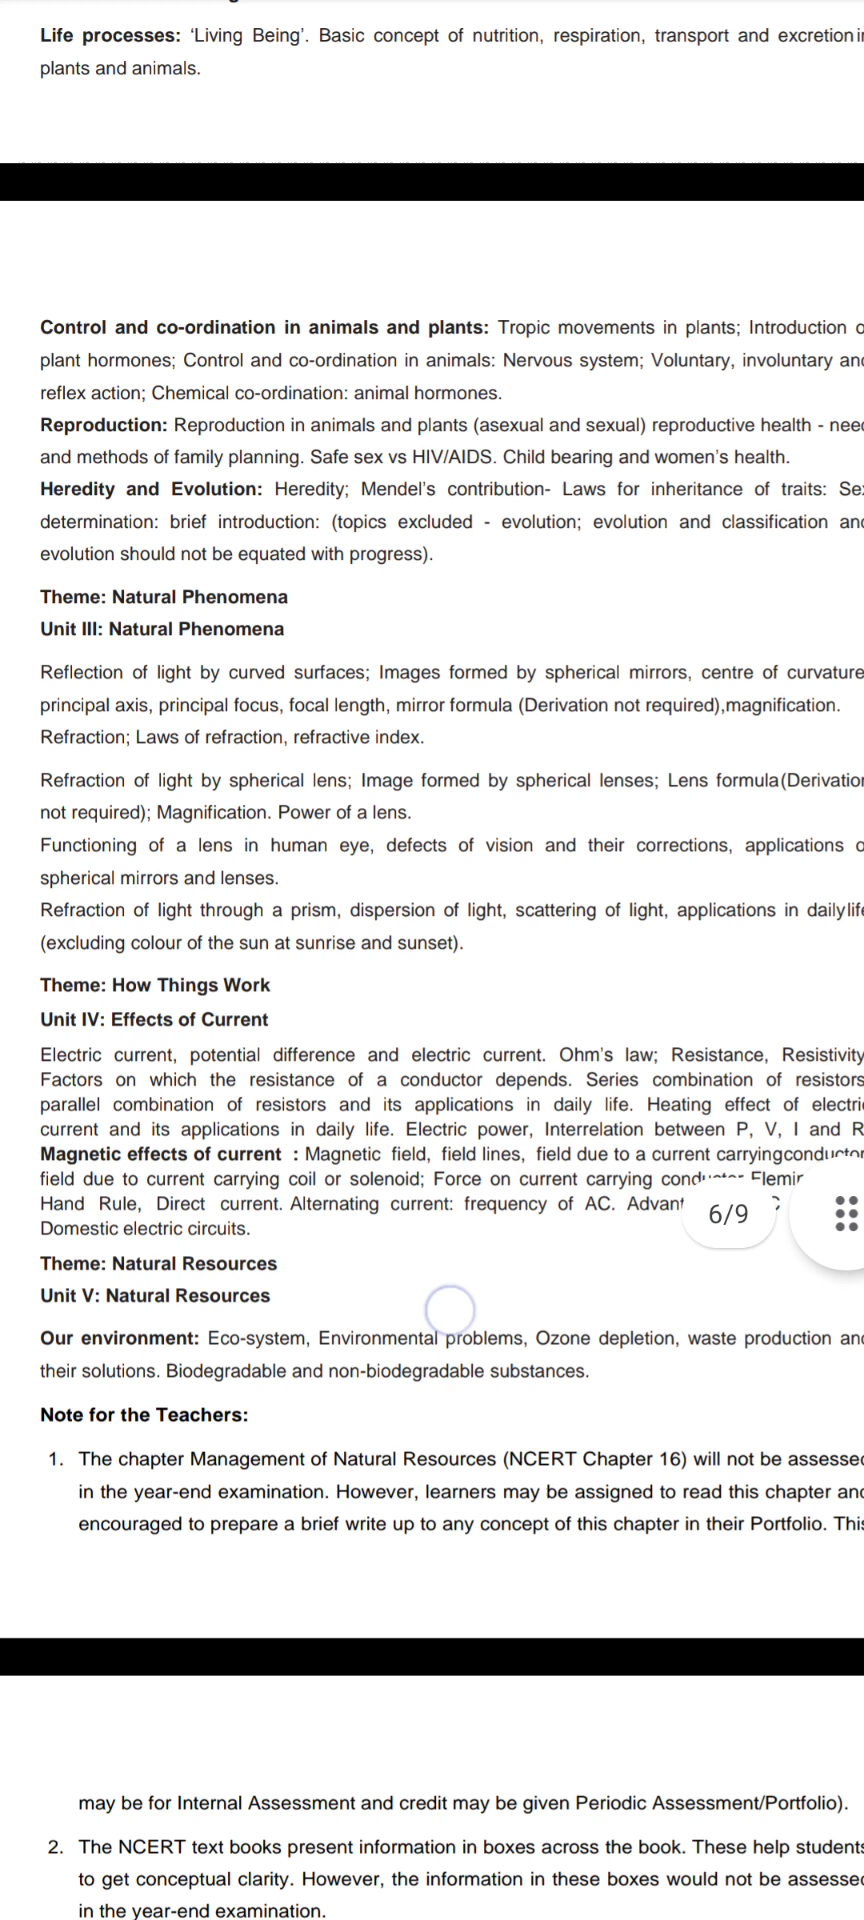 Life processes: ‘Living Being’. Basic concept of nutrition, respiration, transport and excretion
plants and animals.
Control and co-ordination in animals and plants: Tropic movements in plants; Introduction
plant hormones; Control and co-ordination in animals: Nervous system; Voluntary, involuntary
reflex action; Chemical co-ordination: animal hormones.
Reproduction: Reproduction in animals and plants (asexual and sexual) reproductive health -
and methods of family planning. Safe sex vs HIV/AIDS. Child bearing and women’s health.
Heredity and Evolution: Heredity; Mendel’s contribution- Laws for inheritance of traits:
determination: brief introduction: (topics excluded - evolution; evolution and classification
evolution should not be equated with progress).
Theme: Natural Phenomena
Unit III: Natural Phenomena
Reflection of light by curved surfaces; Images formed by spherical mirrors, centre of curvature
principal axis, principal focus, focal length, mirror formula (Derivation not required),magnification.
Refraction; Laws of refraction, refractive index.
Refraction of light by spherical lens; Image formed by spherical lenses; Lens formula
not required); Magnification. Power of a lens.
Functioning of a lens in human eye, defects of vision and their corrections, applications
spherical mirrors and lenses.
Refraction of light through a prism, dispersion of light, scattering of light, applications in daily
(excluding colour of the sun at sunrise and sunset).
Theme: How Things Work
Unit IV: Effects of Current
Electric current, potential difference and electric current. Ohm’s law; Resistance, Resistivity
Factors on which the resistance of a conductor depends. Series combination of resistors
parallel combination of resistors and its applications in daily life. Heating effect of
current and its applications in daily life. Electric power, Interrelation between P, V, I and R
Magnetic effects of current : Magnetic field, field lines, field due to a current carryingconductor
field due to current carrying coil or solenoid; Force on current carrying
Hand Rule, Direct current. Alternating current: frequency of AC.
6/9
Domestic electric circuits.
Theme: Natural Resources
Unit V: Natural Resources
Our environment: Eco-system, Environmental problems, Ozone depletion, waste production
their solutions. Biodegradable and non-biodegradable substances.
Note for the Teachers:
1. The chapter Management of Natural Resources (NCERT Chapter 16) will not be
in the year-end examination. However, learners may be assigned to read this chapter
encouraged to prepare a brief write up to any concept of this chapter in their Portfolio. This
may be for Internal Assessment and credit may be given Periodic Assessment/Portfolio).
2. The NCERT text books present information in boxes across the book. These help students
to get conceptual clarity. However, the information in these boxes would not be
in the year-end examination.